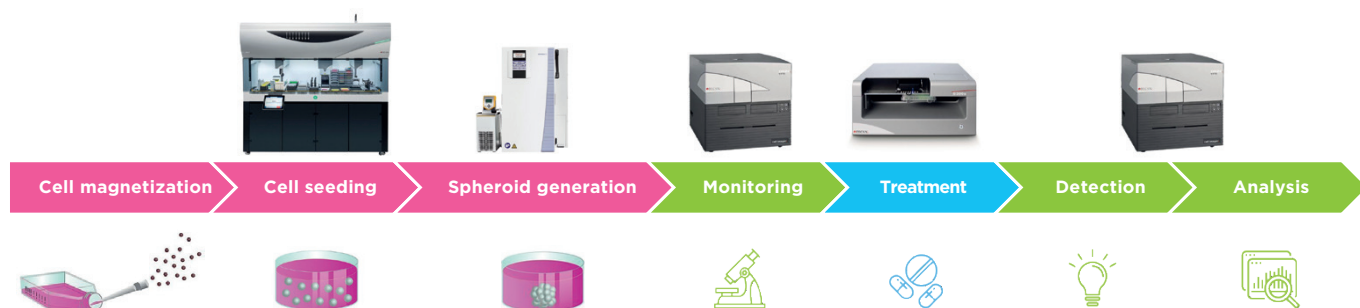 Cell magnetization
Cell seeding
Spheroid generation
Monitoring
Treatment
Detection
Analysis